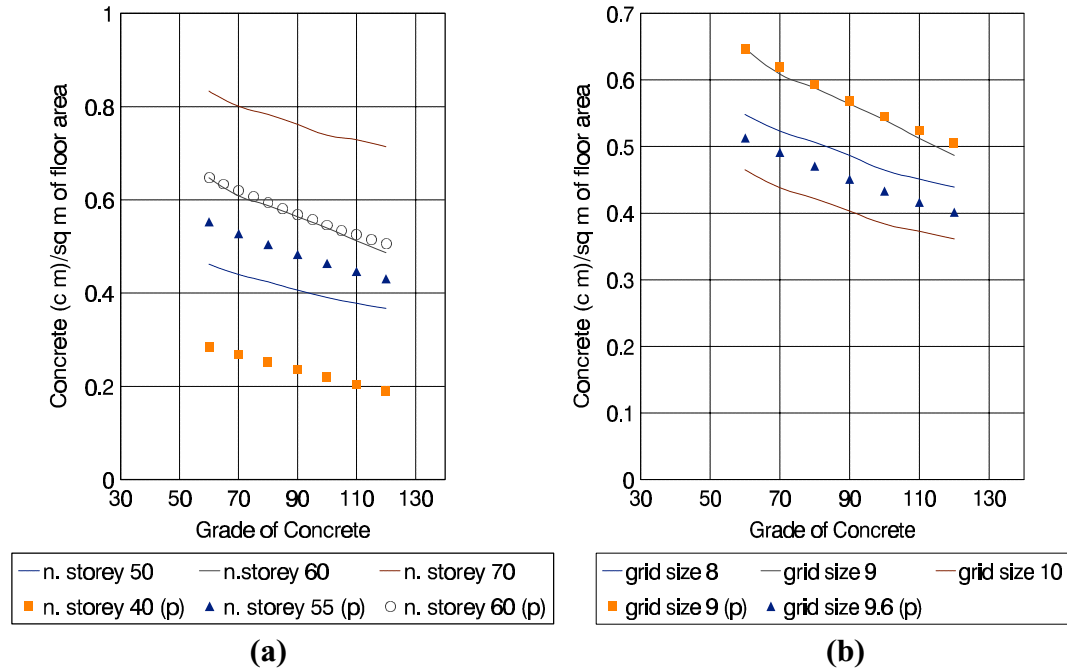 Concrete (c m)/sq m of floor area
1
0.8
0.6
0.4
0.2
0
30 50 70 90 110 130
Grade of Concrete
n. storey 50 n.storey 60 n. storey 70
n. storey 40 (p) n. storey 55 (p) n. storey 60 (p)
(a)
Concrete (c m)/sq m of floor area
0.7
0.6
0.5
0.4
0.3
0.2
0.1
0
30 50 70 90 110 130
Grade of Concrete
grid size 8 grid size 9 grid size 10
grid size 9 (p) grid size 9.6 (p)
(b)